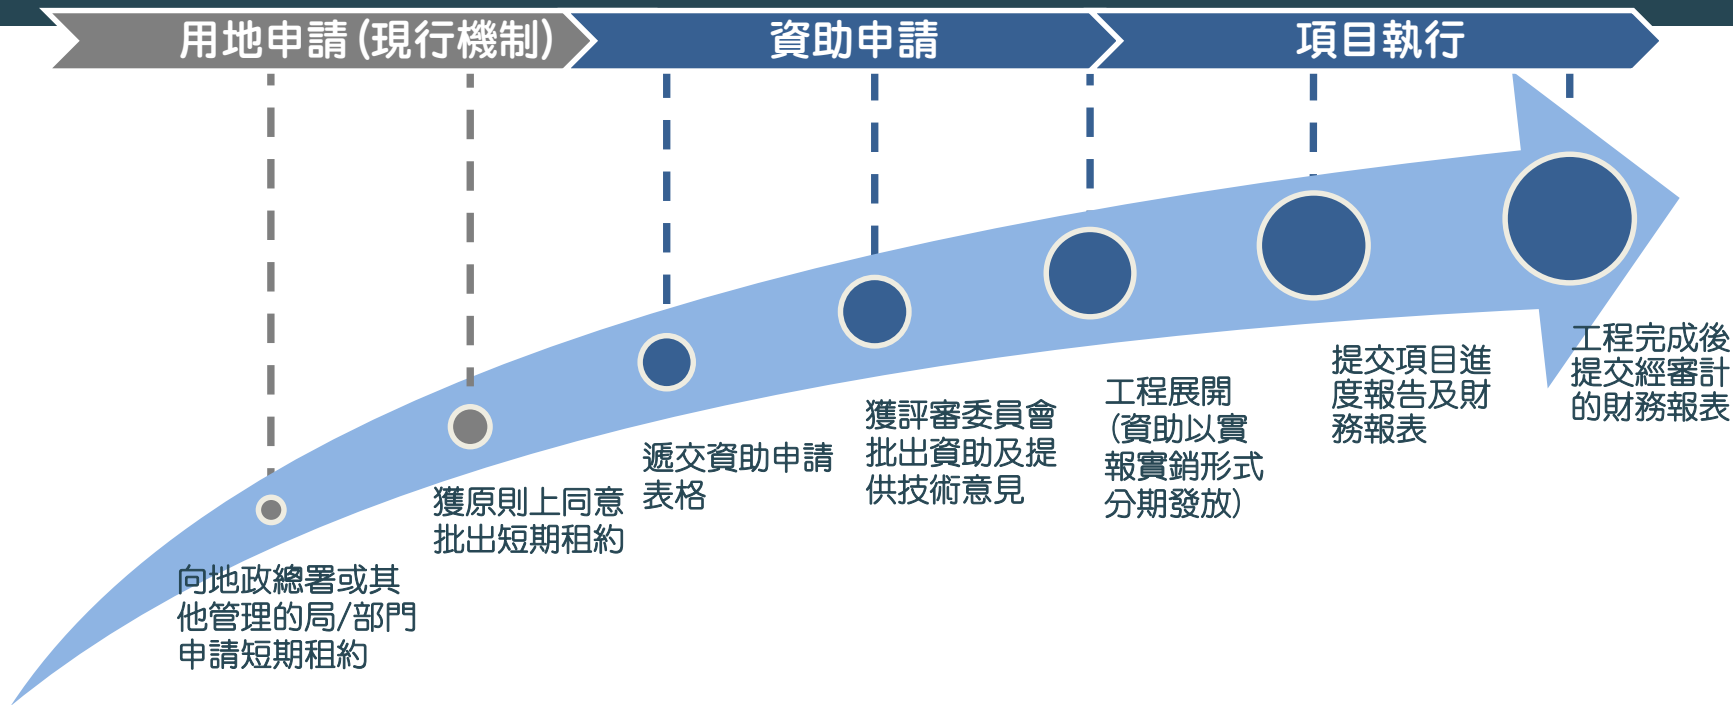 用地申請(現行機制)
資助申請
項目執行
向地政總署或其
他管理的局/部門
申請短期租約
獲原則上同意
批出短期租約
遞交資助申請
表格
獲評審委員會
批出資助及提
供技術意見
工程展開
(資助以實
報實銷形式
分期發放)
提交項目進
度報告及財
務報表
工程完成後
提交經審計
的財務報表